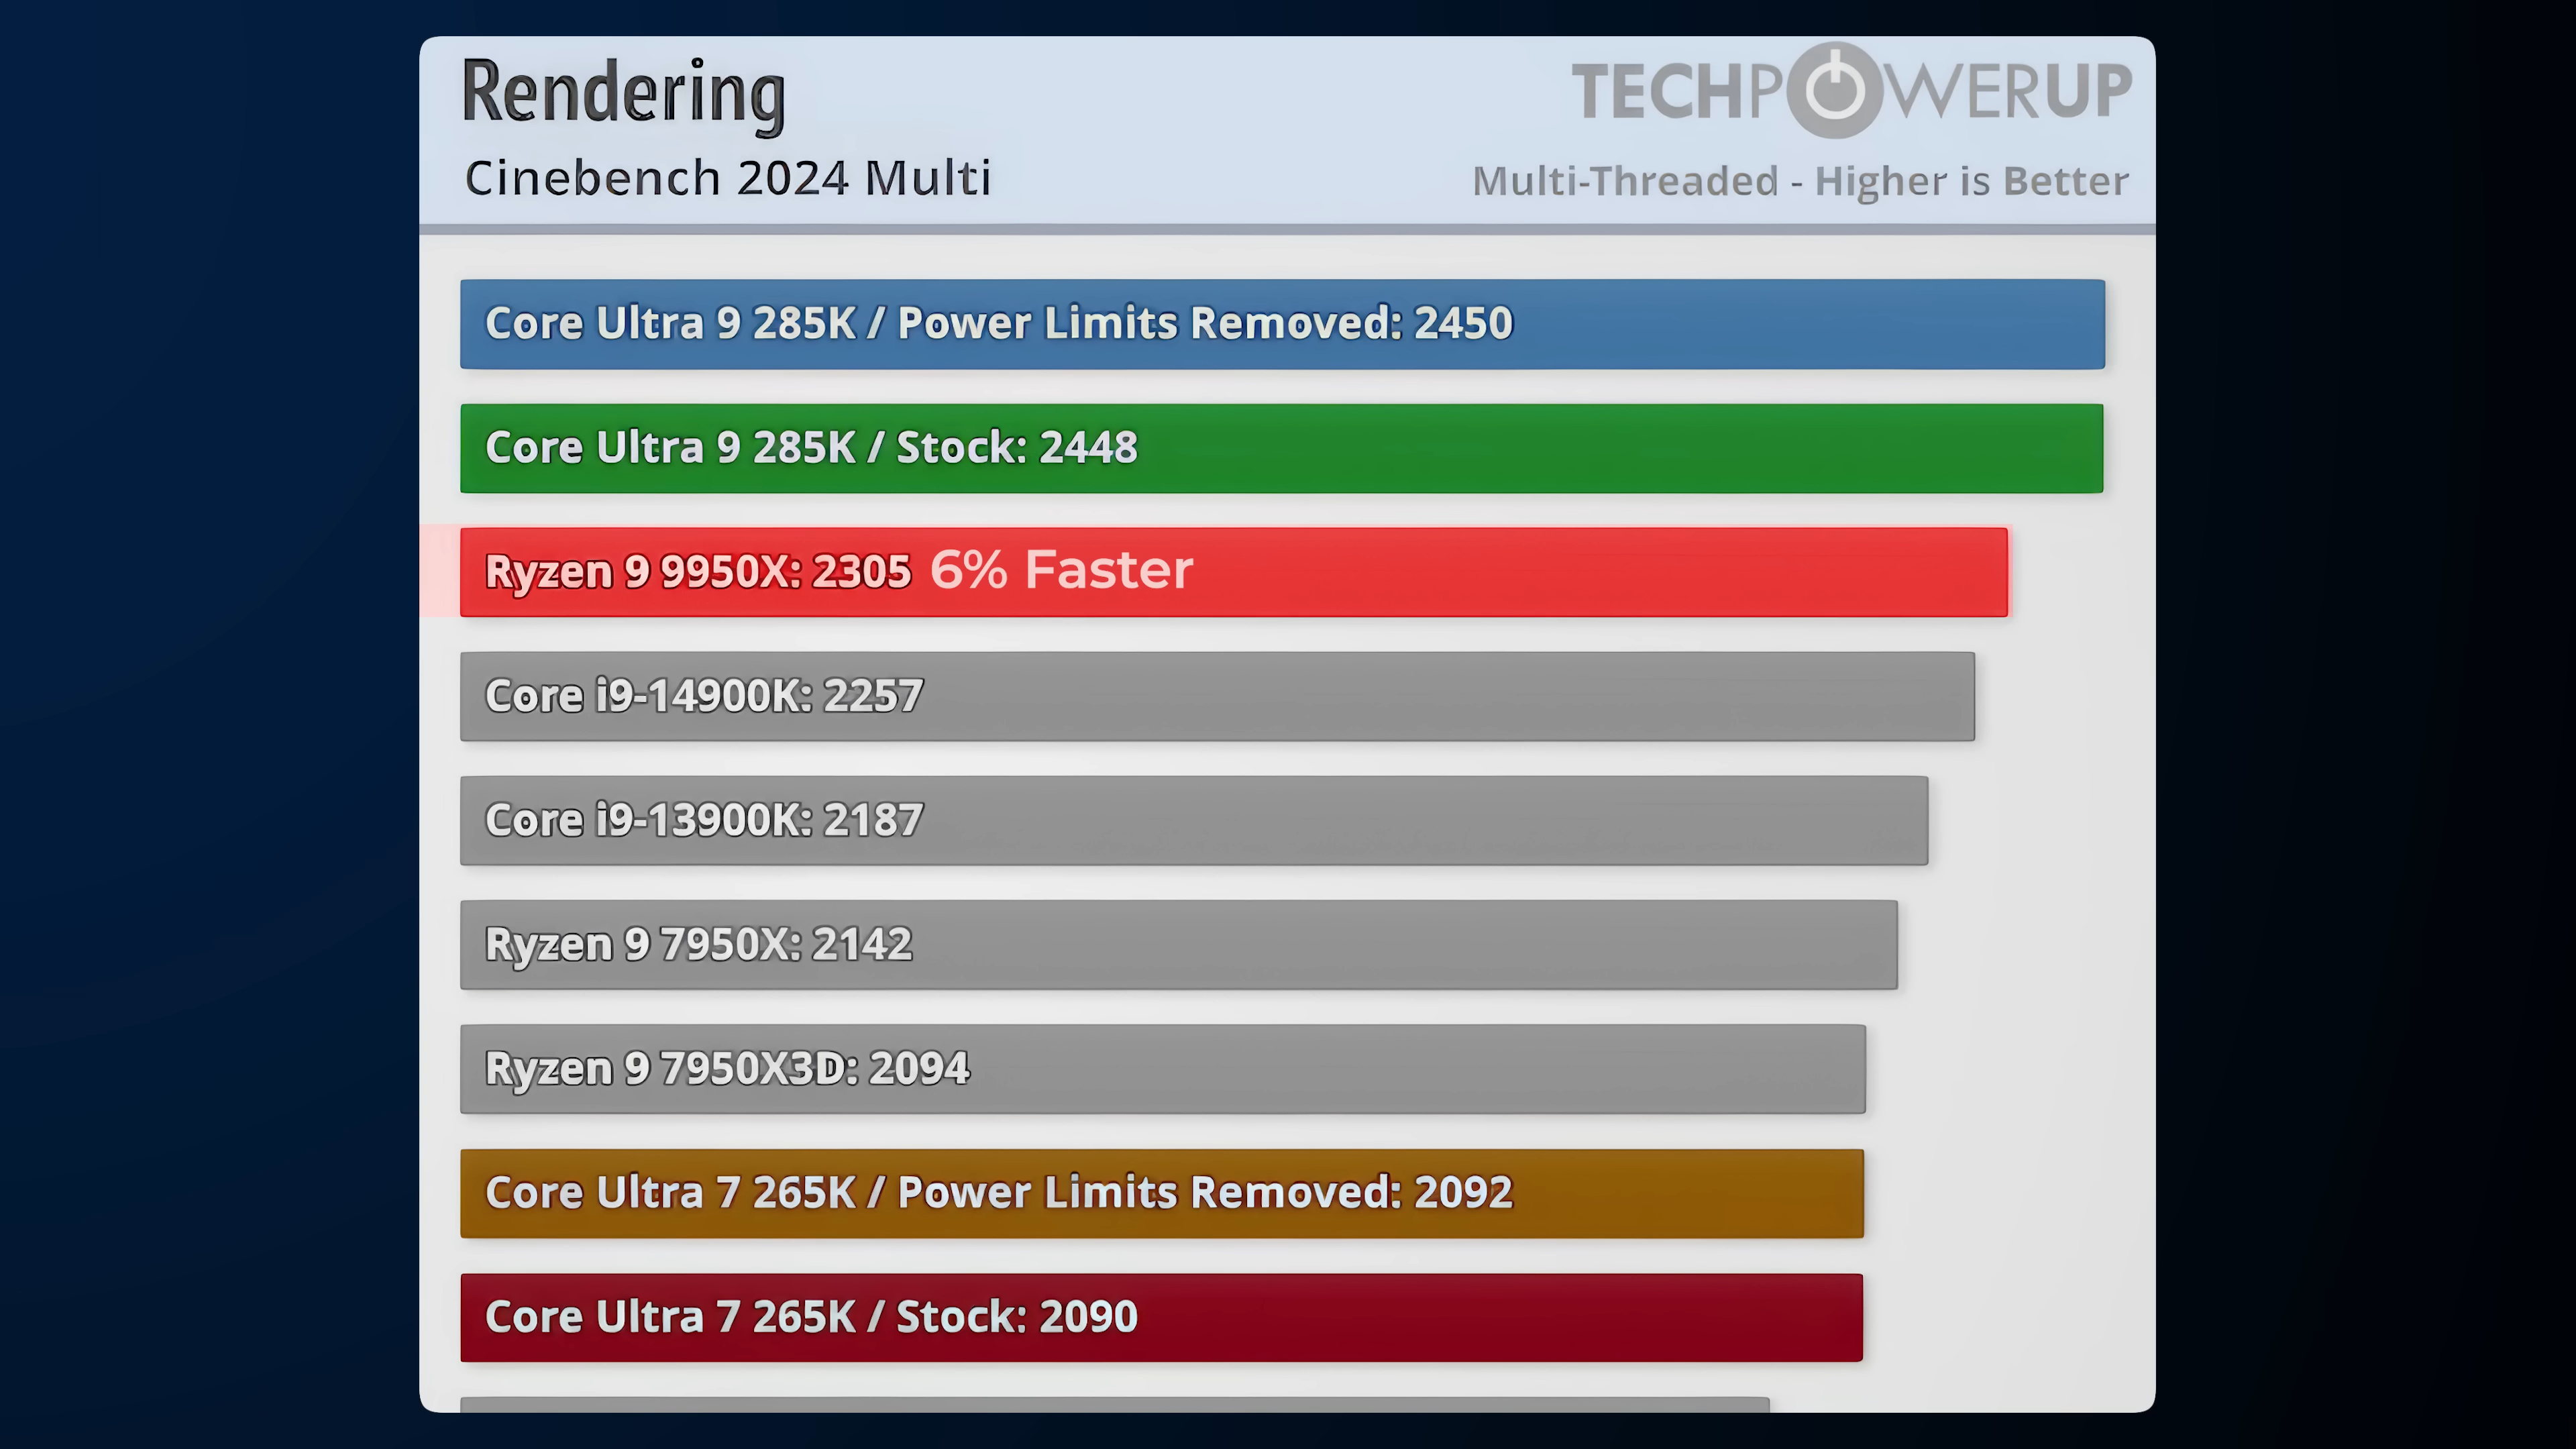 Rendering
TECHPOWERUP
Cinebench 2024 Multi
Multi-Threaded - Higher is Better
Core Ultra 9 285K / Power Limits Removed: 2450
Core Ultra 9 285K / Stock: 2448
Ryzen 9 9950X: 2305 6% Faster
Core i9-14900K: 2257
Core i9-13900K: 2187
Ryzen 9 7950X: 2142
Ryzen 9 7950X3D: 2094
Core Ultra 7 265K / Power Limits Removed: 2092
Core Ultra 7 265K / Stock: 2090